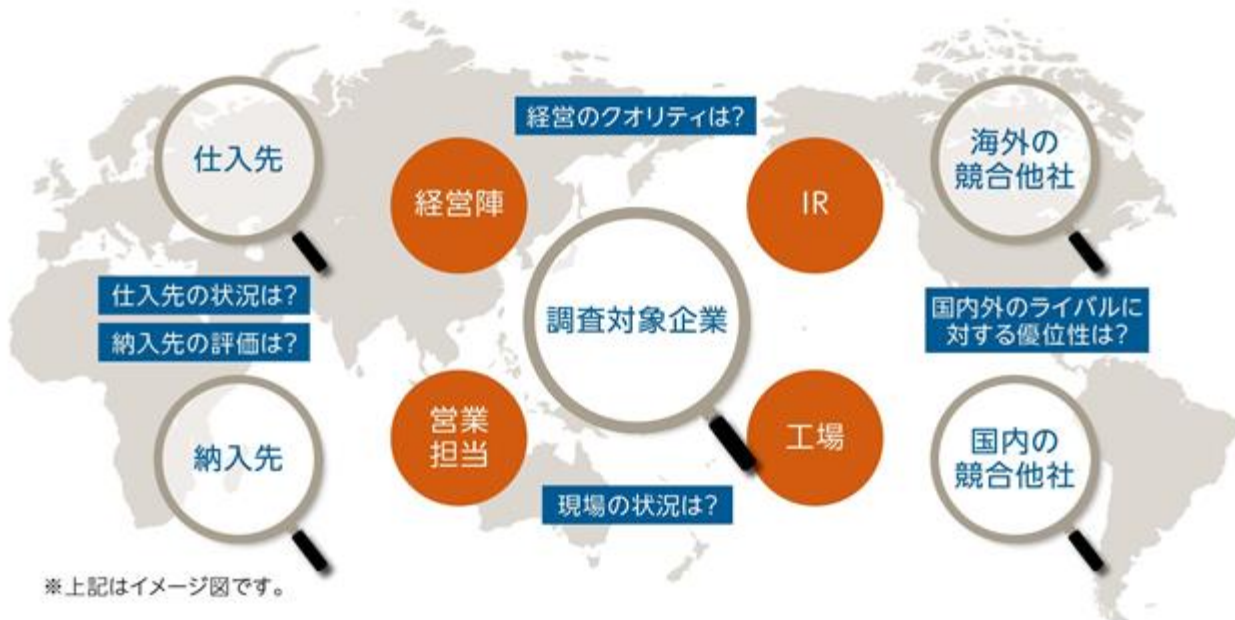 経営のクオリティは?
仕入先
経営陣
IR
海外の
競合他社
仕入先の状況は?
納入先の評価は?
調査対象企業
国内外のライバルに
対する優位性は?
納入先
営業
担当
工場
国内の
競合他社
現場の状況は?
※上記はイメージ図です。